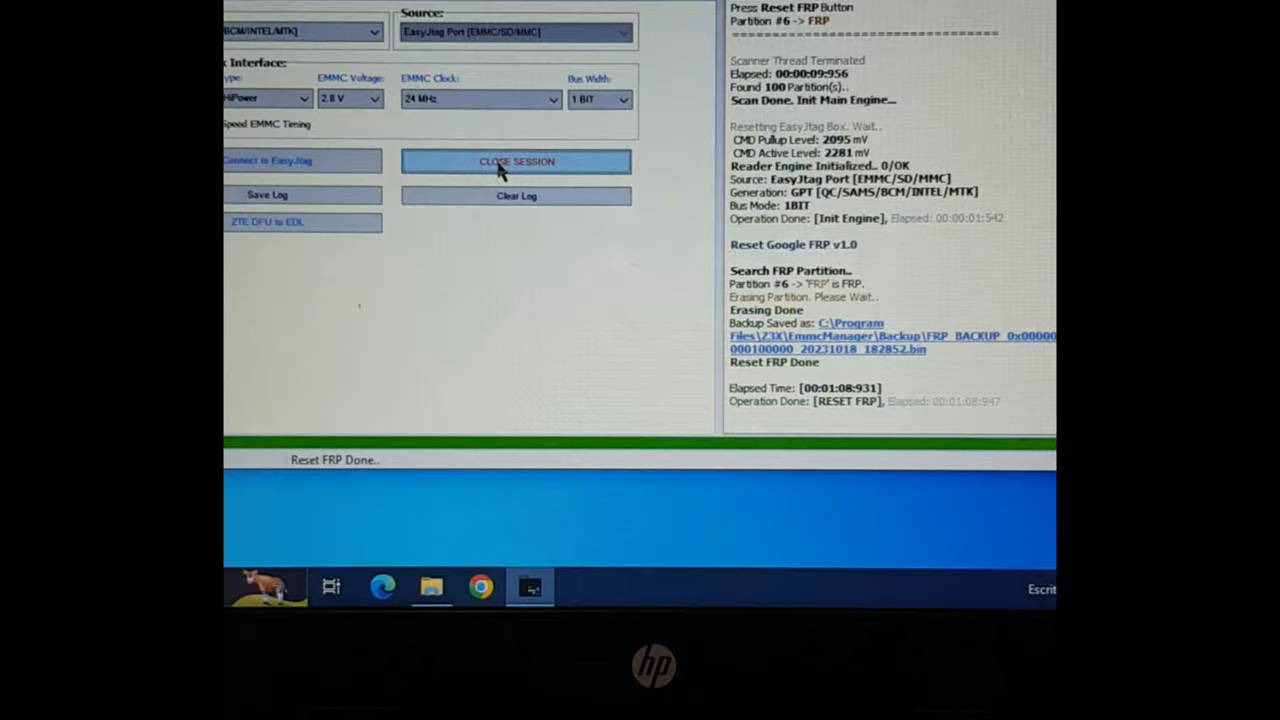 Source:
BCM/INTEL/MTK]
EasyJtag Port [EMMC/SD/MMC]
Interface:
ype:
EMMC Voltage:
EMMC Clock:
Bus Width:
HiPower
2.8 V
24 MHz
1 BIT
Speed EMMC Timing
Connect to EasyJtag
CLOSE SESSION
Save Log
Clear Log
ZTE DFU to EDL
Press Reset FRP Button
Partition #6 -> FRP
==============================
Scanner Thread Terminated
Elapsed: 00:00:09:956
Found 100 Partition(s)..
Scan Done. Init Main Engine...
Resetting EasyJtag Box. Wait..
CMD Pullup Level: 2095 mV
CMD Active Level: 2281 mV
Reader Engine Initialized.. 0/OK
Source: EasyJtag Port [EMMC/SD/MMC]
Generation: GPT [QC/SAMS/BCM/INTEL/MTK]
Bus Mode: 1BIT
Operation Done: [Init Engine], Elapsed: 00:00:01:542
Reset Google FRP v1.0
Search FRP Partition..
Partition #6 -> 'FRP' is FRP.
Erasing Partition. Please Wait..
Erasing Done
Backup Saved as: C:\Program
Files\Z3X\EmmcManager\Backup\FRP_BACKUP_0x00000
000100000_20231018_182852.bin
Reset FRP Done
Elapsed Time: [00:01:08:931]
Operation Done: [RESET FRP], Elapsed: 00:01:08:947
Reset FRP Done..
Escrit
hp